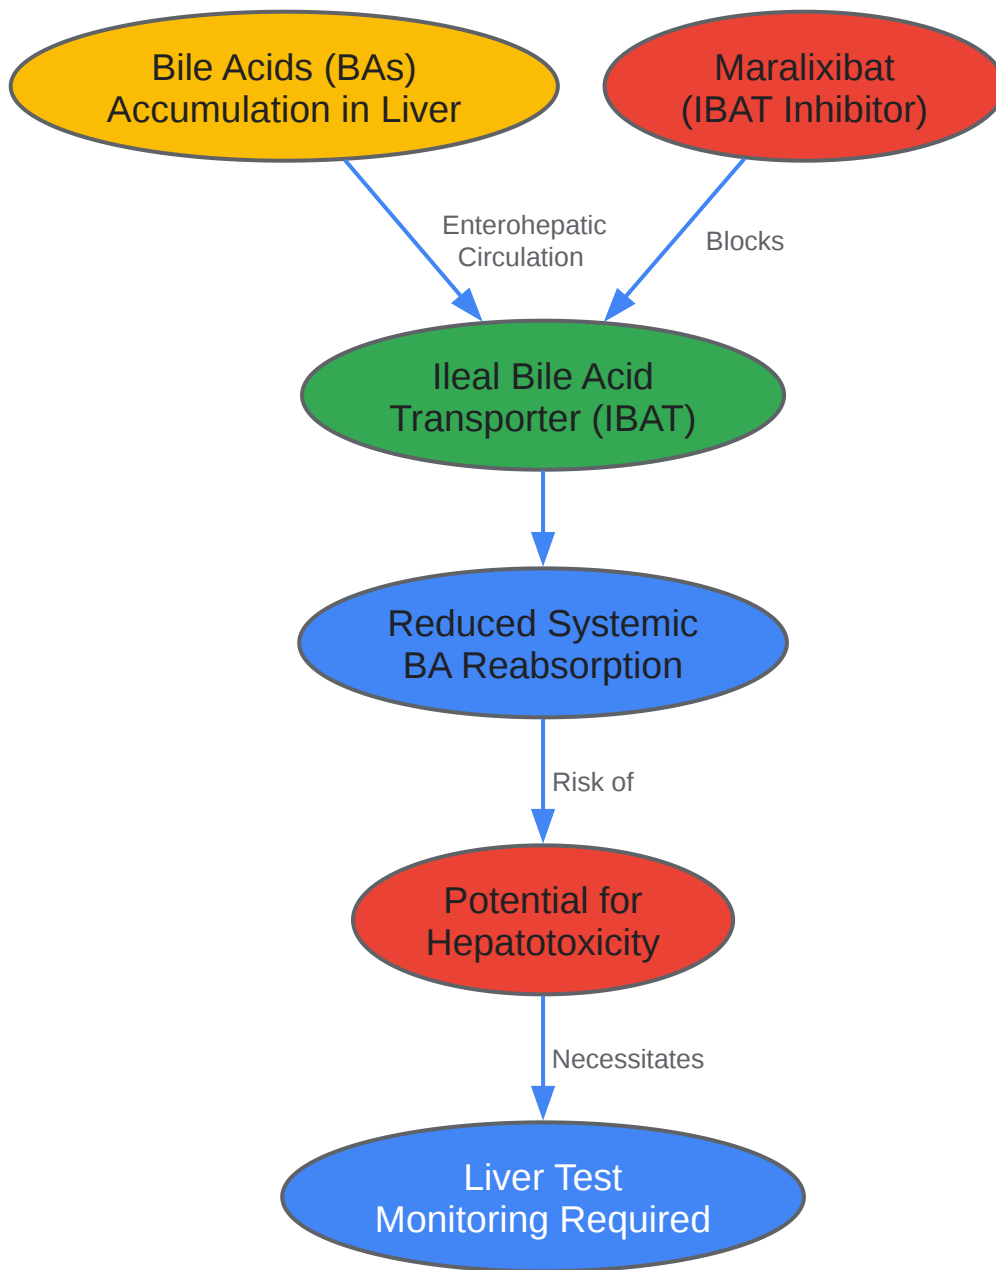 Bile Acids (BAs)
Accumulation in Liver
Maralixibat
(IBAT Inhibitor)
Enterohepatic
Circulation
Blocks
Ileal Bile Acid
Transporter (IBAT)
Reduced Systemic
BA Reabsorption
Risk of
Potential for
Hepatotoxicity
Necessitates
Liver Test
Monitoring Required